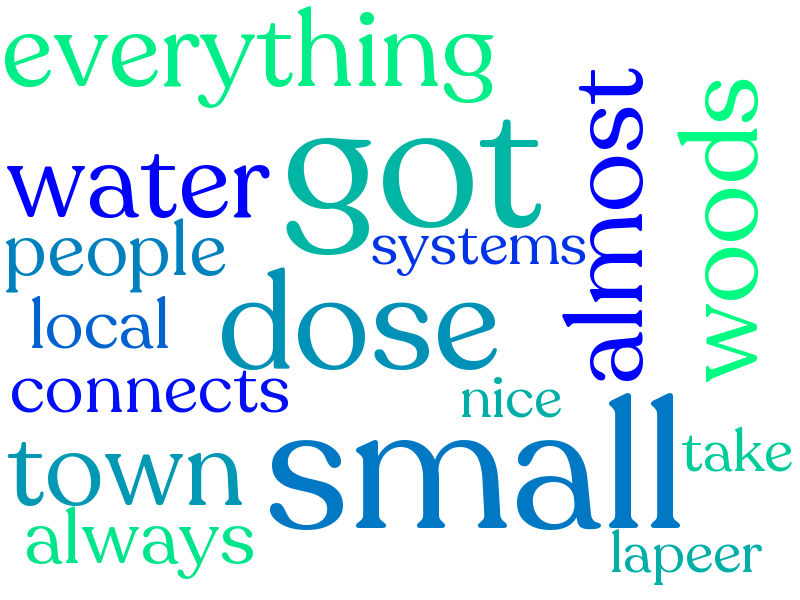 everything
got
almost
woods
water
people
systems
local
dose
connects
nice
small
take
town
always
lapeer